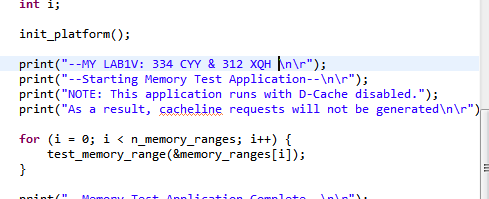 int i;
init_platform();
print("--MY LAB1V: 334 CYY & 312 XQH \n\r");
print("--Starting Memory Test Application--\n\r");
print("NOTE: This application runs with D-Cache disabled.");
print("As a result, cacheline requests will not be generated\n\r")
for (i = 0; i < n_memory_ranges; i++) {
test_memory_range(&memory_ranges[i]);
}
print("--Memory Test Application Complete--\n\r");